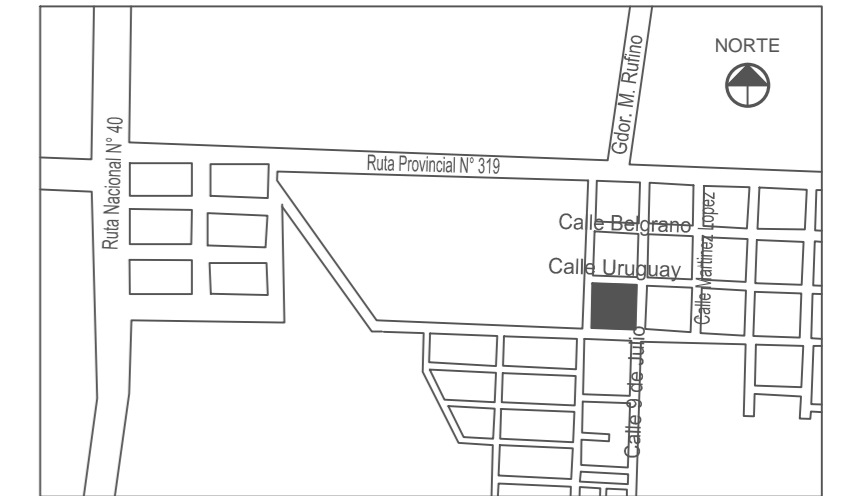 NORTE
Gdor. M. Rufino
Ruta Nacional N° 40
Ruta Provincial N° 319
Calle Belgrano
Calle Martinez Lopez
Calle Uruguay
Calle 9 de Julio